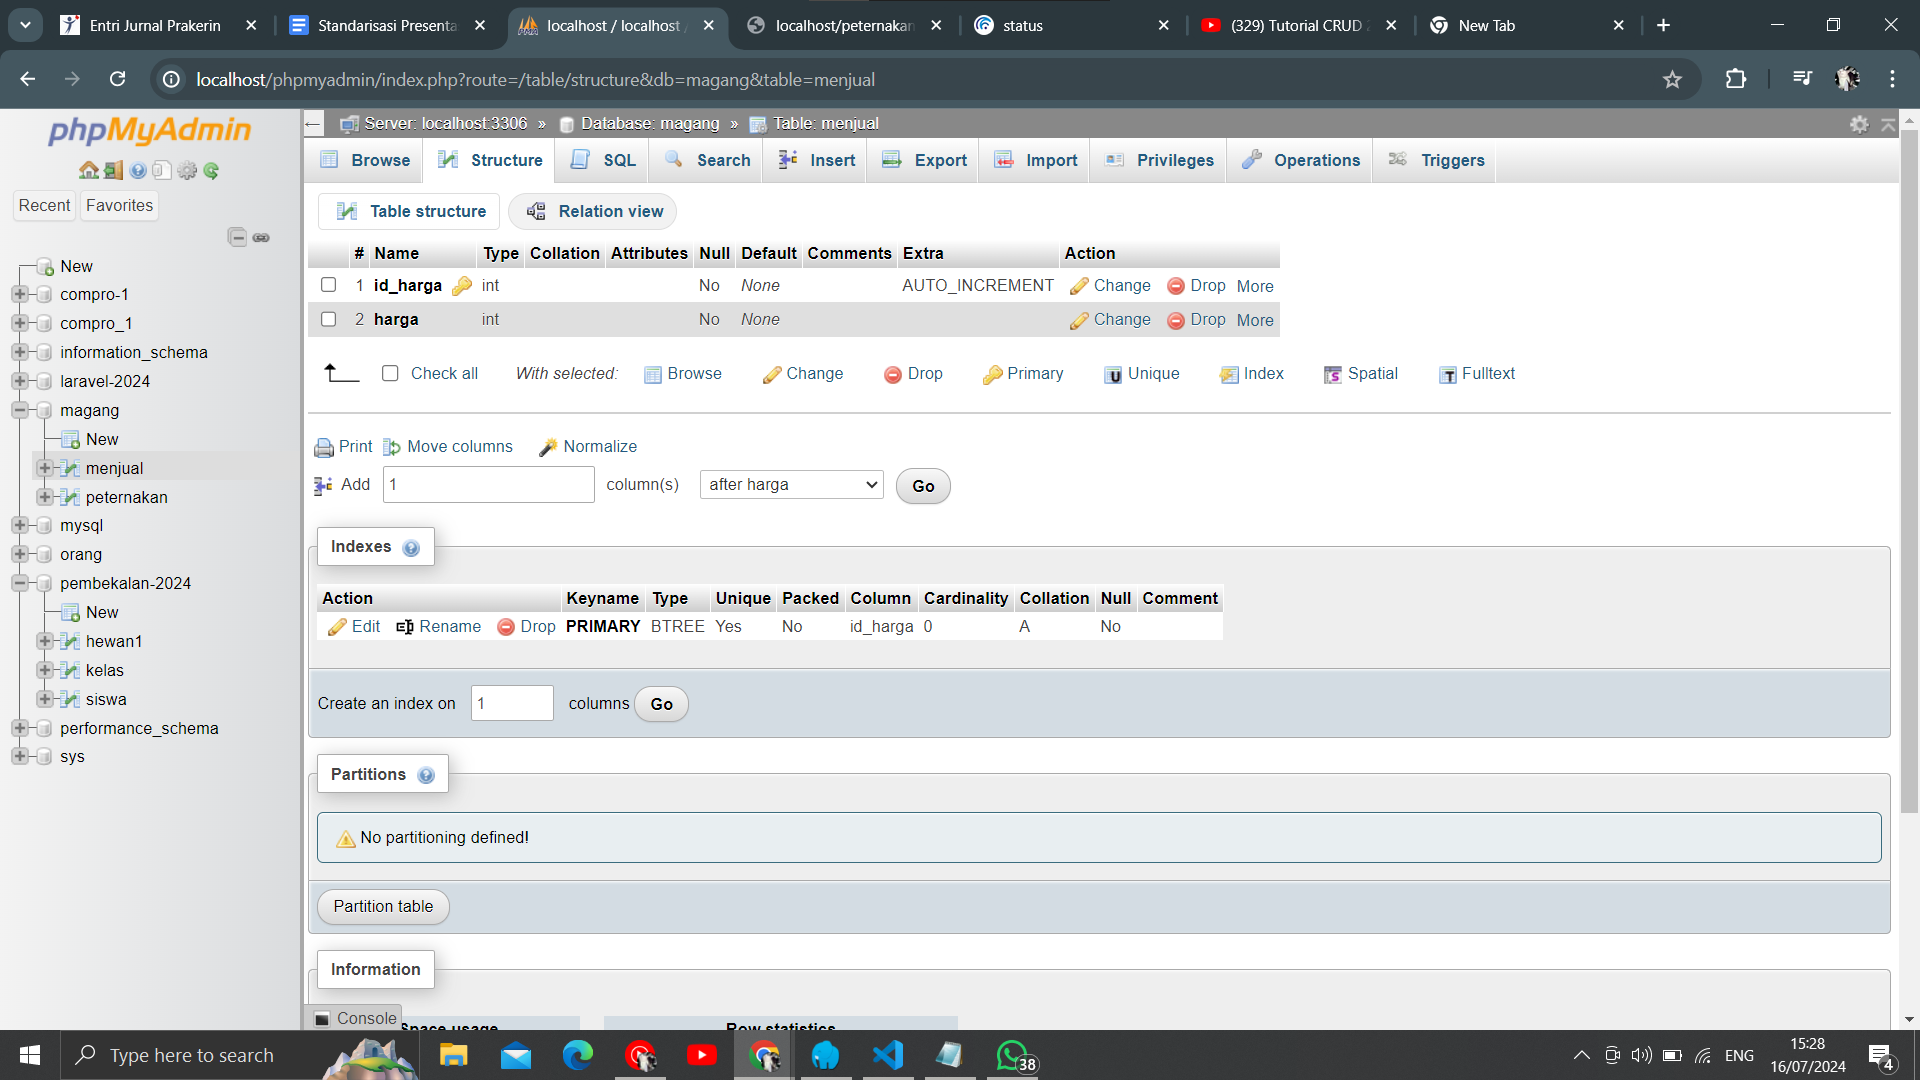 Entri Jurnal Prakerin
Standarisasi Presenta
localhost / localhost /
localhost/peternakan
status
(329) Tutorial CRUD
New Tab
localhost/phpmyadmin/index.php?route=/table/structure&db=magang&table=menjual
phpMyAdmin
Recent Favorites
New
compro-1
compro_1
information_schema
laravel-2024
magang
New
menjual
peternakan
mysql
orang
pembekalan-2024
New
hewan1
kelas
siswa
performance_schema
sys
Server: localhost:3306 » Database: magang » Table: menjual
Browse Structure SQL Search Insert Export Import Privileges Operations Triggers
Table structure Relation view
# Name Type Collation Attributes Null Default Comments Extra Action
1 id_harga int No None AUTO_INCREMENT Change Drop More
2 harga int No None Change Drop More
Check all With selected: Browse Change Drop Primary Unique Index Spatial Fulltext
Print Move columns Normalize
Add 1 column(s) after harga Go
Indexes
Action Keyname Type Unique Packed Column Cardinality Collation Null Comment
Edit Rename Drop PRIMARY BTREE Yes No id_harga 0 A No
Create an index on 1 columns Go
Partitions
No partitioning defined!
Partition table
Information
Console
Space usage Row statistics
Type here to search
38
ENG
15:28
16/07/2024
4